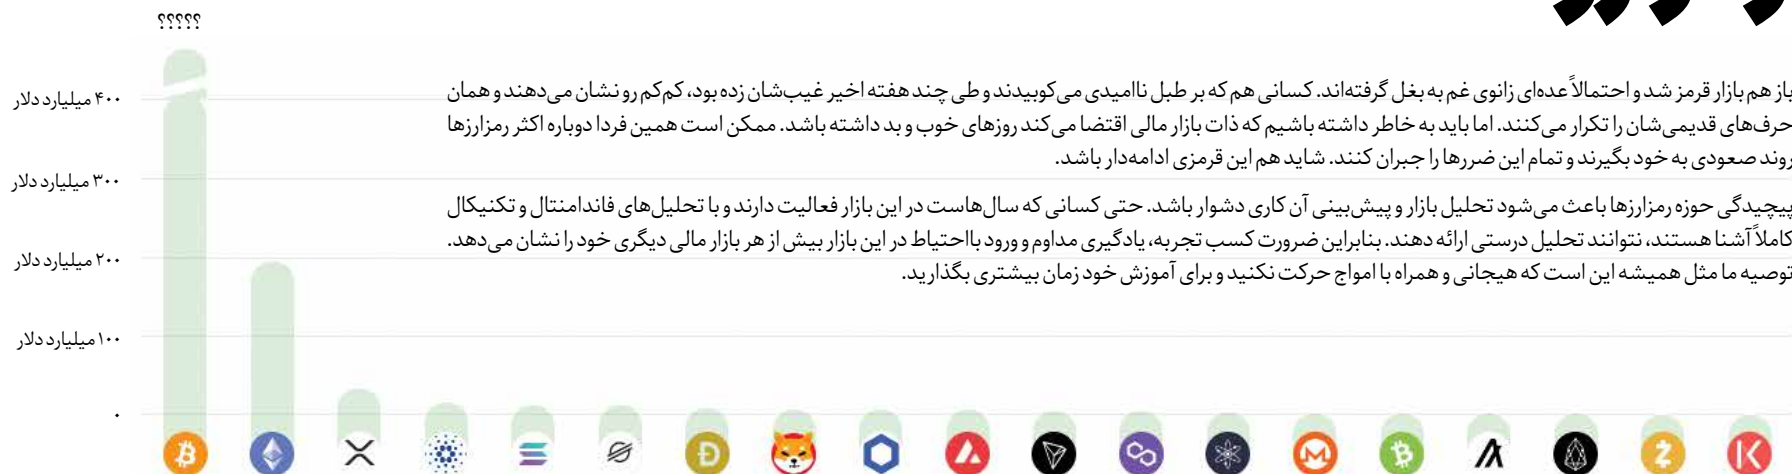 ؟؟؟؟؟
۴۰۰ میلیارد دلار
۳۰۰ میلیارد دلار
۲۰۰ میلیارد دلار
۱۰۰ میلیارد دلار
۰
باز هم بازار قرمز شد و احتمالاً عده‌ای زانوی غم به بغل گرفته‌اند. کسانی هم که بر طبل ناامیدی می‌کوبیدند و طی چند هفته اخیر غیب‌شان زده بود، کم‌کم رو نشان می‌دهند و همان
حرف‌های قدیمی‌شان را تکرار می‌کنند. اما باید به خاطر داشته باشیم که ذات بازار مالی اقتضا می‌کند روزهای خوب و بد داشته باشد. ممکن است همین فردا دوباره اکثر رمزارزها
روند صعودی به خود بگیرند و تمام این ضررها را جبران کنند. شاید هم این قرمزی ادامه‌دار باشد.
پیچیدگی حوزه رمزارزها باعث می‌شود تحلیل بازار و پیش‌بینی آن کاری دشوار باشد. حتی کسانی که سال‌هاست در این بازار فعالیت دارند و با تحلیل‌های فاندامنتال و تکنیکال
کاملاً آشنا هستند، نتوانند تحلیل درستی ارائه دهند. بنابراین ضرورت کسب تجربه، یادگیری مداوم و ورود بااحتیاط در این بازار بیش از هر بازار مالی دیگری خود را نشان می‌دهد.
توصیه ما مثل همیشه این است که هیجانی و همراه با امواج حرکت نکنید و برای آموزش خود زمان بیشتری بگذارید.